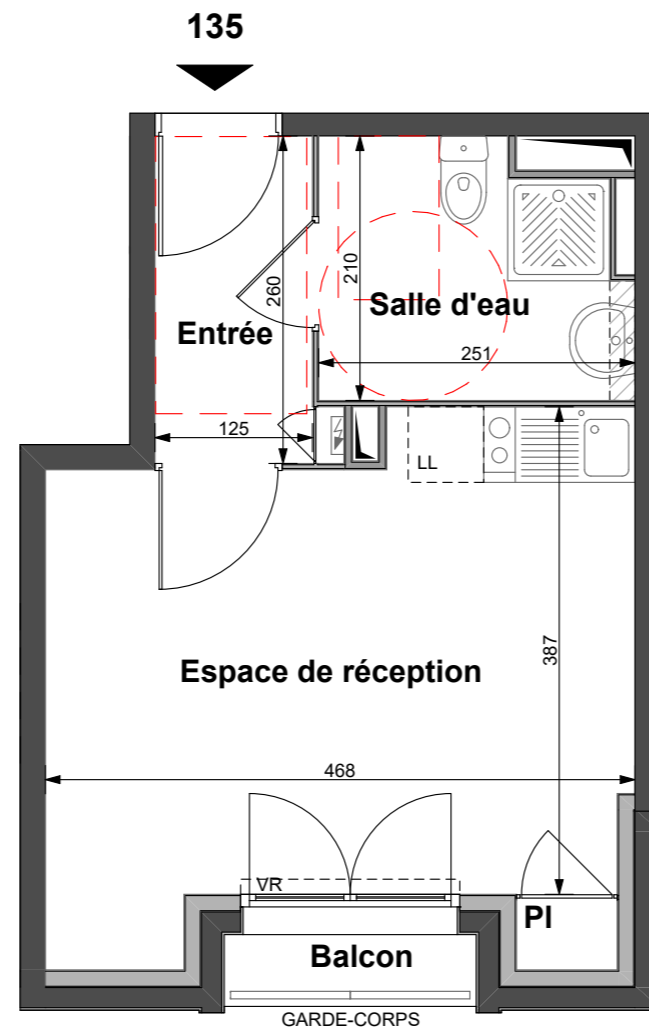 135
260
210
Salle d'eau
Entrée
251
125
LL
387
Espace de réception
468
VR
PI
Balcon
GARDE-CORPS